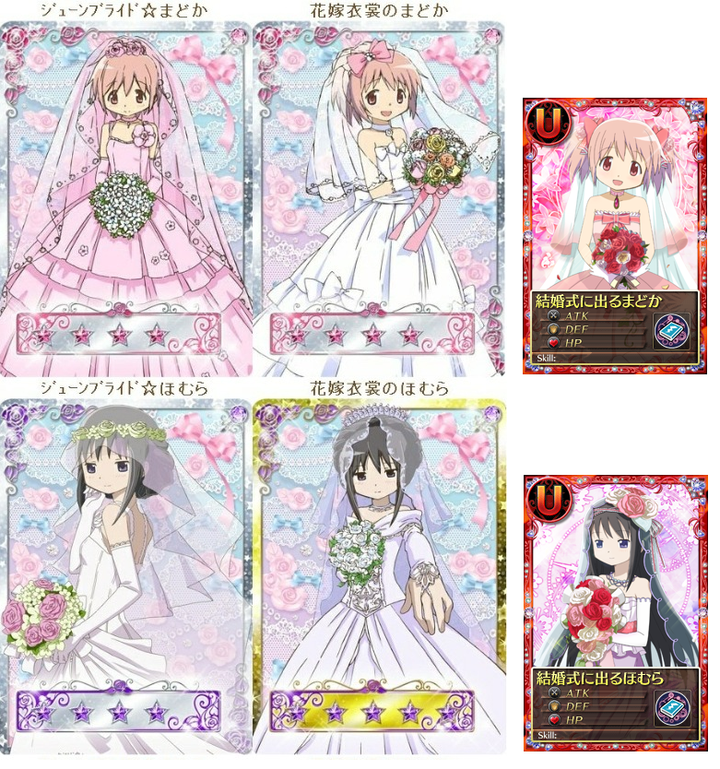 ジューンブライド☆まどか
花嫁衣裳のまどか
U
結婚式に出るまどか
ATK
DEF
HP
Skill:
ジューンブライド☆ほむら
花嫁衣裳のほむら
U
結婚式に出るほむら
ATK
DEF
HP
Skill: